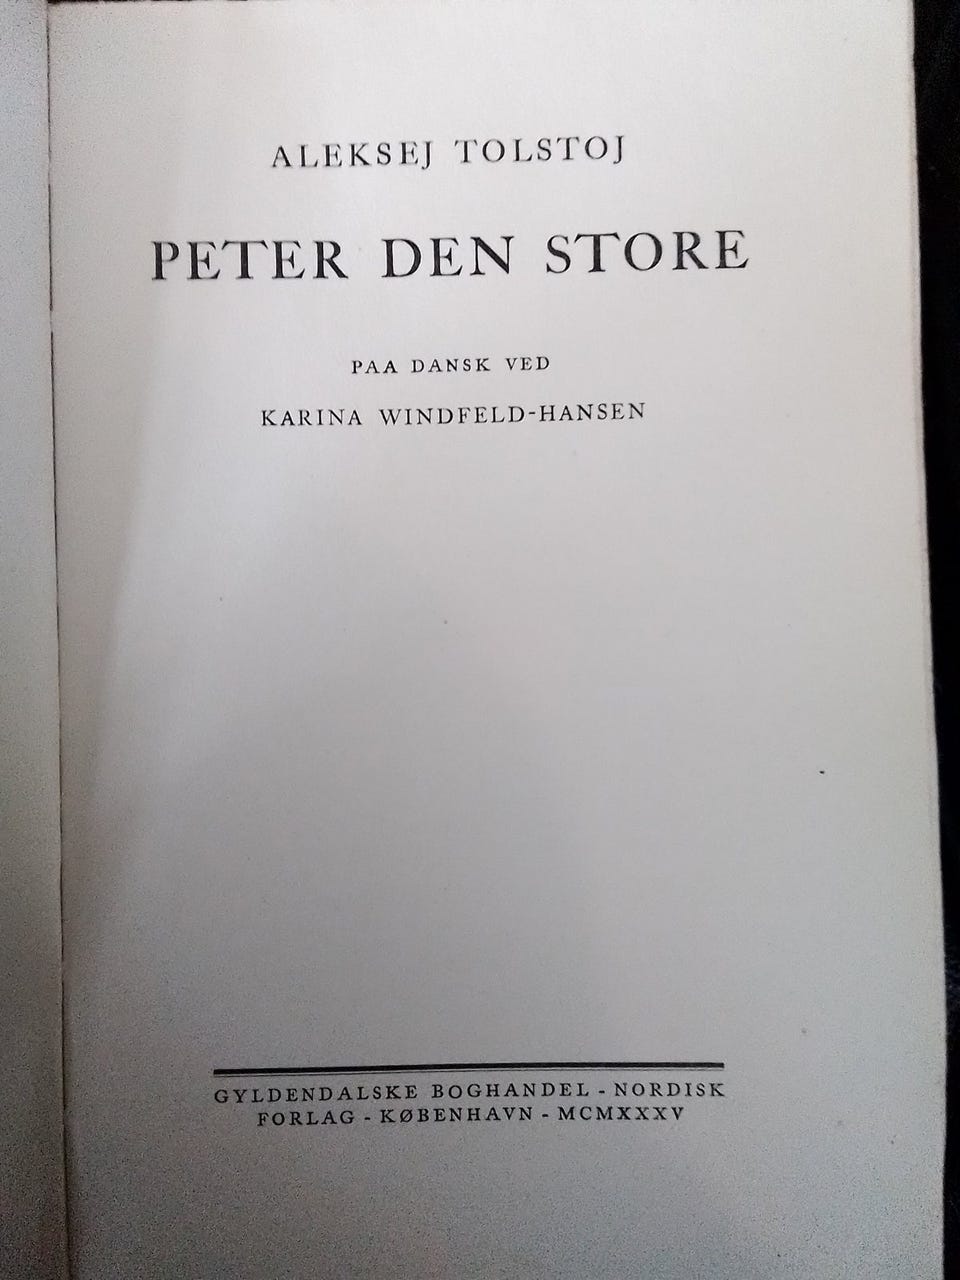 ALEKSEJ TOLSTOJ
PETER DEN STORE
PAA DANSK VED
KARINA WINDFELD-HANSEN
GYLDENDALSKE BOGHANDEL - NORDISK
FORLAG - KØBENHAVN - MCMXXXV